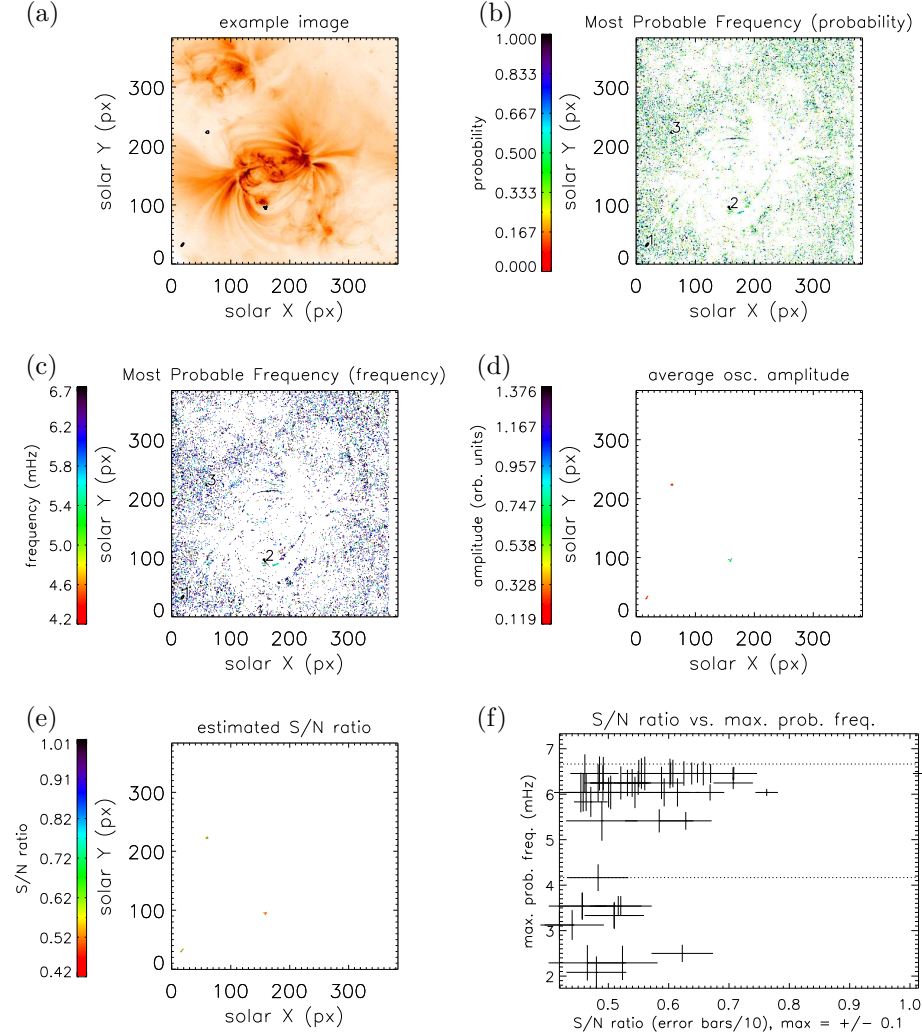 (a)
example image
solar Y (px)
300
200
100
0
0 100 200 300
solar X (px)
(b)
Most Probable Frequency (probability)
probability
1.000
0.833
0.667
0.500
0.333
0.167
0.000
solar Y (px)
300
200
100
0
3
2
1
0 100 200 300
solar X (px)
(c)
Most Probable Frequency (frequency)
frequency (mHz)
6.7
6.2
5.8
5.4
5.0
4.6
4.2
solar Y (px)
300
200
100
0
3
2
1
0 100 200 300
solar X (px)
(d)
average osc. amplitude
amplitude (arb. units)
1.376
1.167
0.957
0.747
0.538
0.328
0.119
solar Y (px)
300
200
100
0
0 100 200 300
solar X (px)
(e)
estimated S/N ratio
S/N ratio
1.01
0.91
0.82
0.72
0.62
0.52
0.42
solar Y (px)
300
200
100
0
0 100 200 300
solar X (px)
(f)
S/N ratio vs. max. prob. freq.
max. prob. freq. (mHz)
7
6
5
4
3
2
0.5 0.6 0.7 0.8 0.9 1.0
S/N ratio (error bars/10), max = +/- 0.1